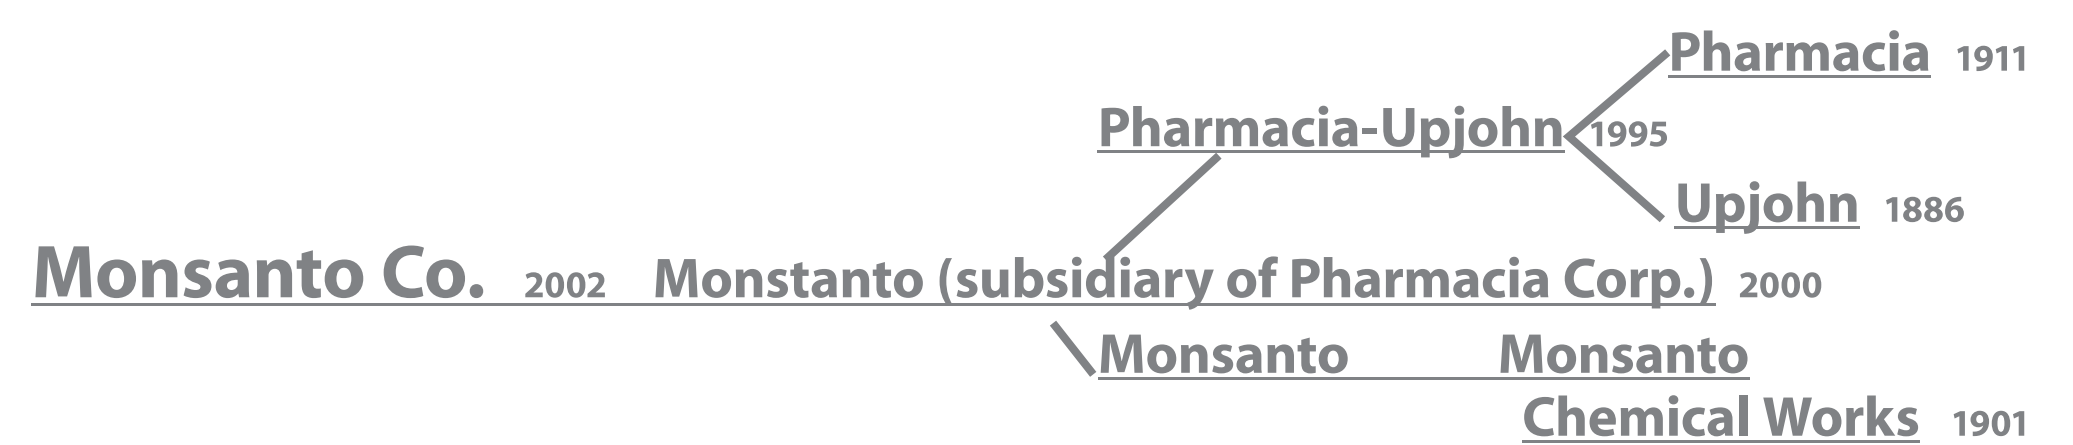 Pharmacia 1911
Pharmacia-Upjohn 1995
Upjohn 1886
Monsanto Co. 2002 Monstanto (subsidiary of Pharmacia Corp.) 2000
Monsanto Monsanto
Chemical Works 1901